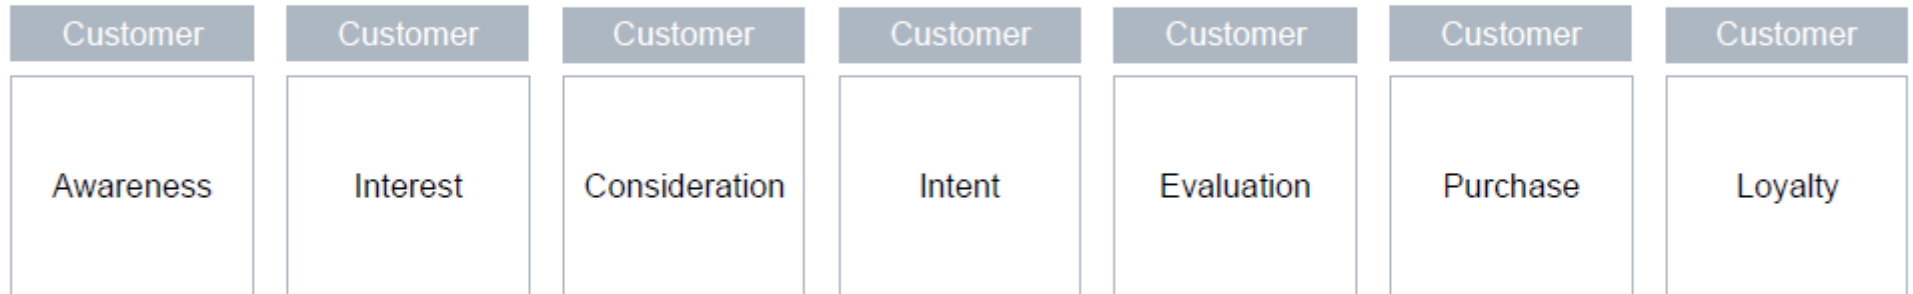 Customer Customer Customer Customer Customer Customer Customer
Awareness Interest Consideration Intent Evaluation Purchase Loyalty